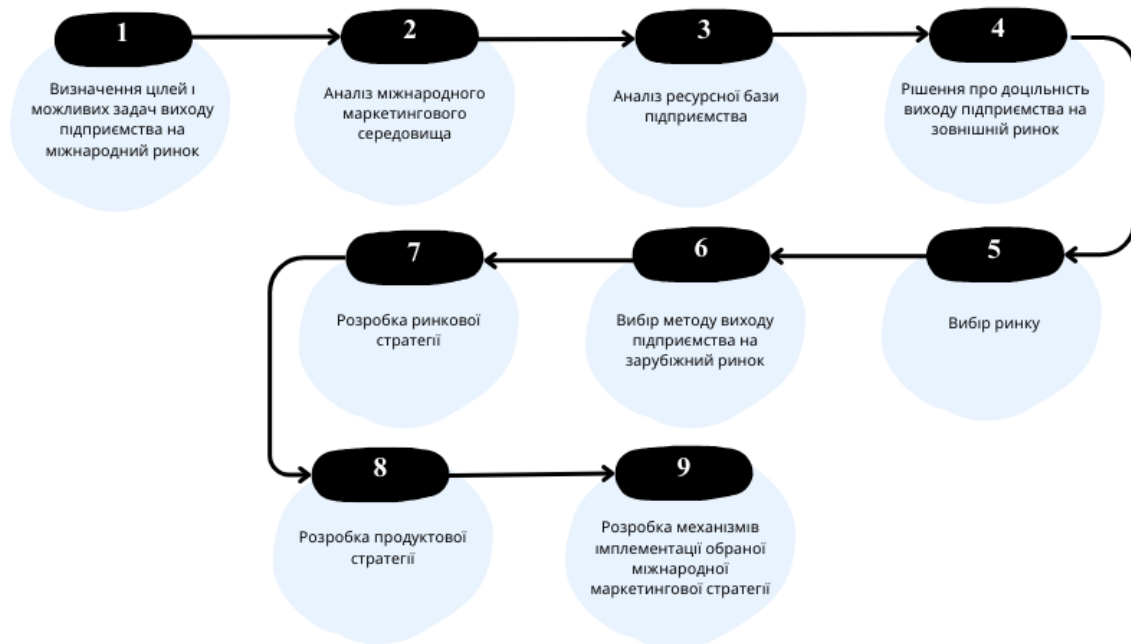 1
Визначення цілей і
можливих задач виходу
підприємства на
міжнародний ринок
2
Аналіз міжнародного
маркетингового
середовища
3
Аналіз ресурсної бази
підприємства
4
Рішення про доцільність
виходу підприємства на
зовнішній ринок
5
Вибір ринку
6
Вибір методу виходу
підприємства на
зарубіжний ринок
7
Розробка ринкової
стратегії
8
Розробка продуктової
стратегії
9
Розробка механізмів
імплементації обраної
міжнародної
маркетингової стратегії